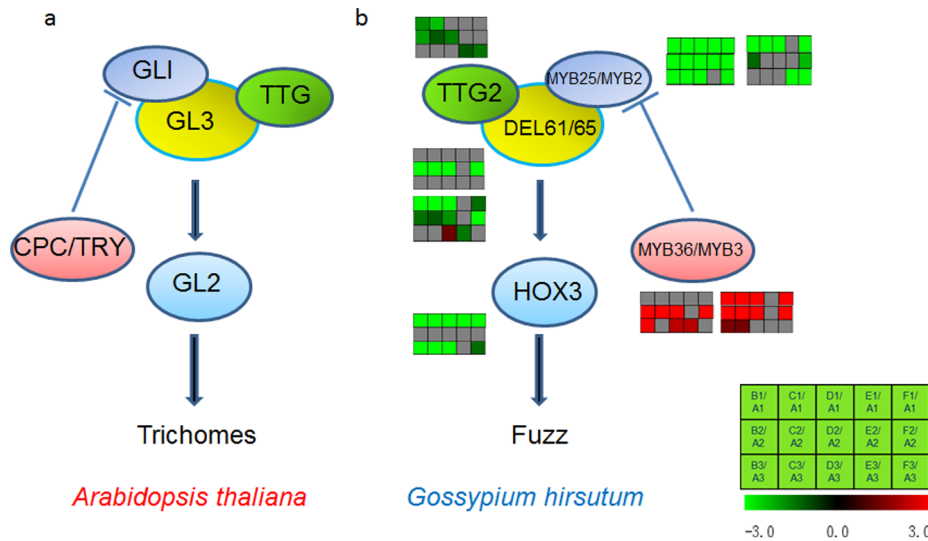 a
GLI
GL3
TTG
CPC/TRY
GL2
Trichomes
Arabidopsis thaliana
b
TTG2
MYB25/MYB2
DEL61/65
MYB36/MYB3
HOX3
Fuzz
Gossypium hirsutum
B1/ C1/ D1/ E1/ F1/
A1 A1 A1 A1 A1
B2/ C2/ D2/ E2/ F2/
A2 A2 A2 A2 A2
B3/ C3/ D3/ E3/ F3/
A3 A3 A3 A3 A3
-3.0 0.0 3.0